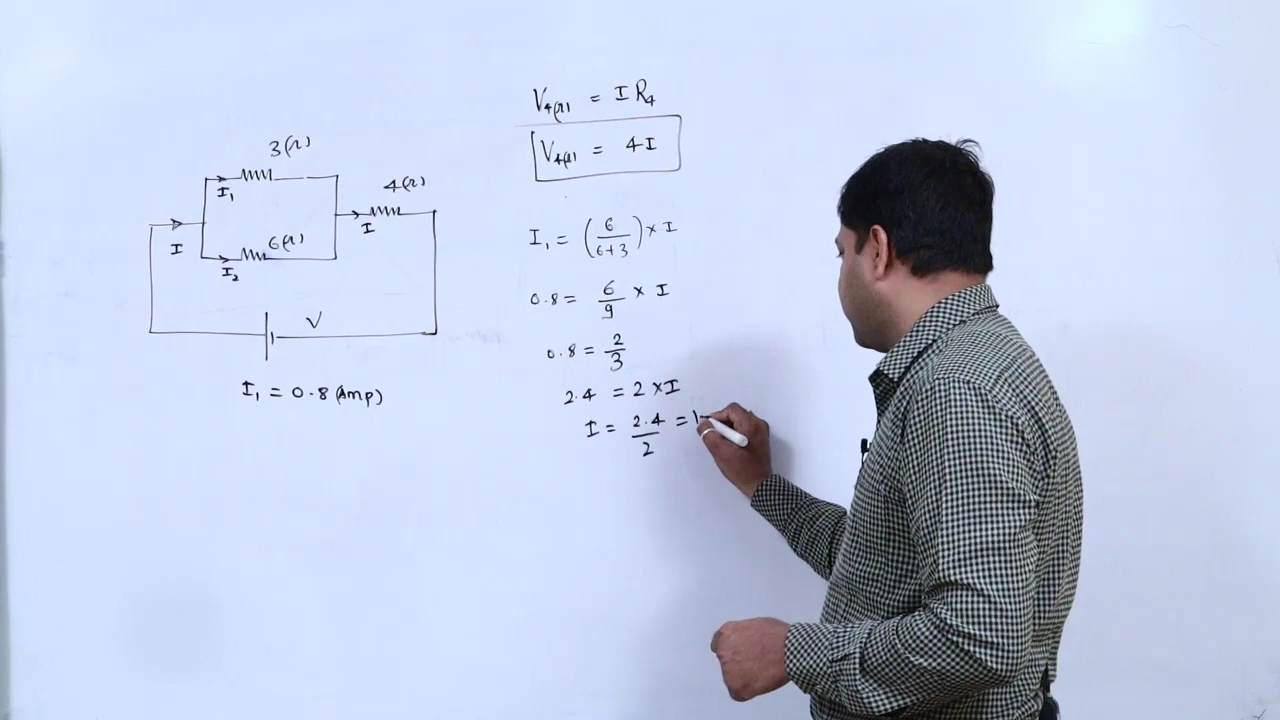 3(Ω)
I₁
4(Ω)
I
6(Ω)
I
I₂
V
I₁ = 0.8 (Amp)
V₄(Ω) = I R₄
V₄(Ω) = 4I
I₁ = (6/(6+3)) × I
0.8 = 6/9 × I
0.8 = 2/3
2.4 = 2 × I
I = 2.4/2 = 1